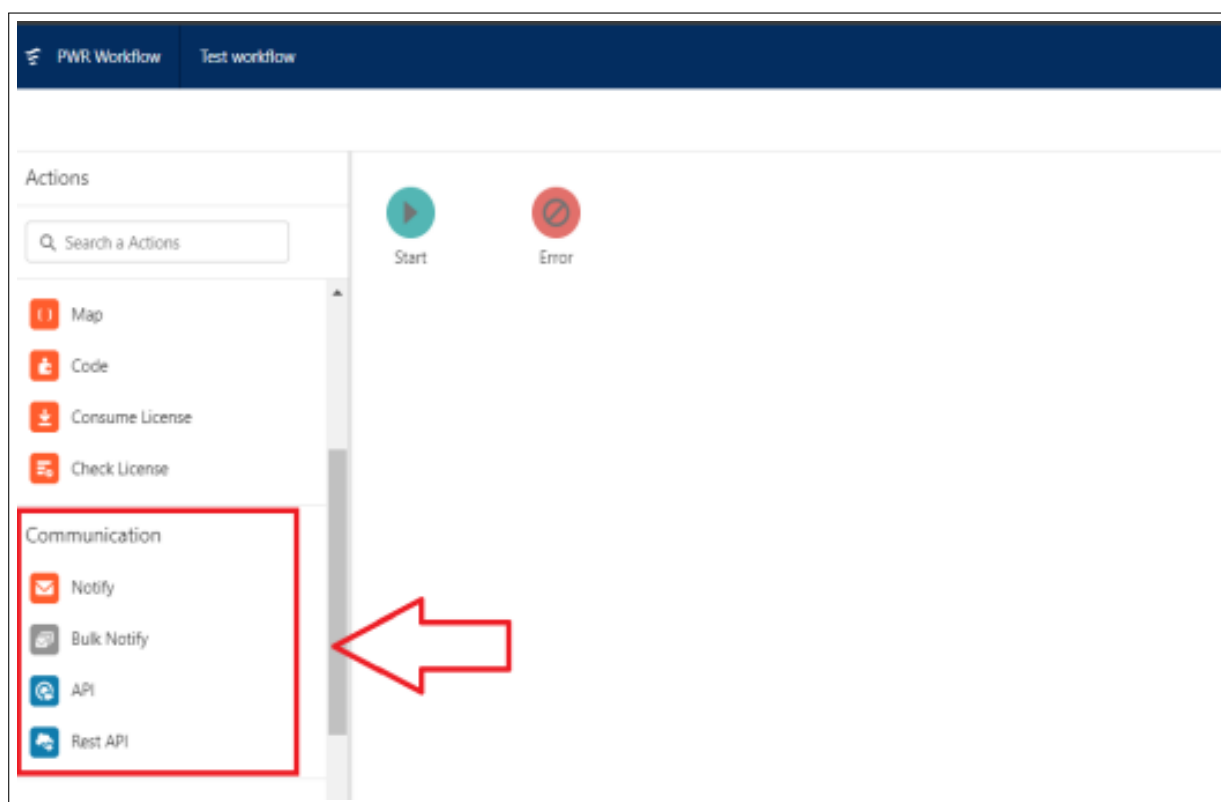 PWR Workflow
Test workflow
Actions
Search a Actions
Map
Code
Consume License
Check License
Communication
Notify
Bulk Notify
API
Rest API
Start
Error